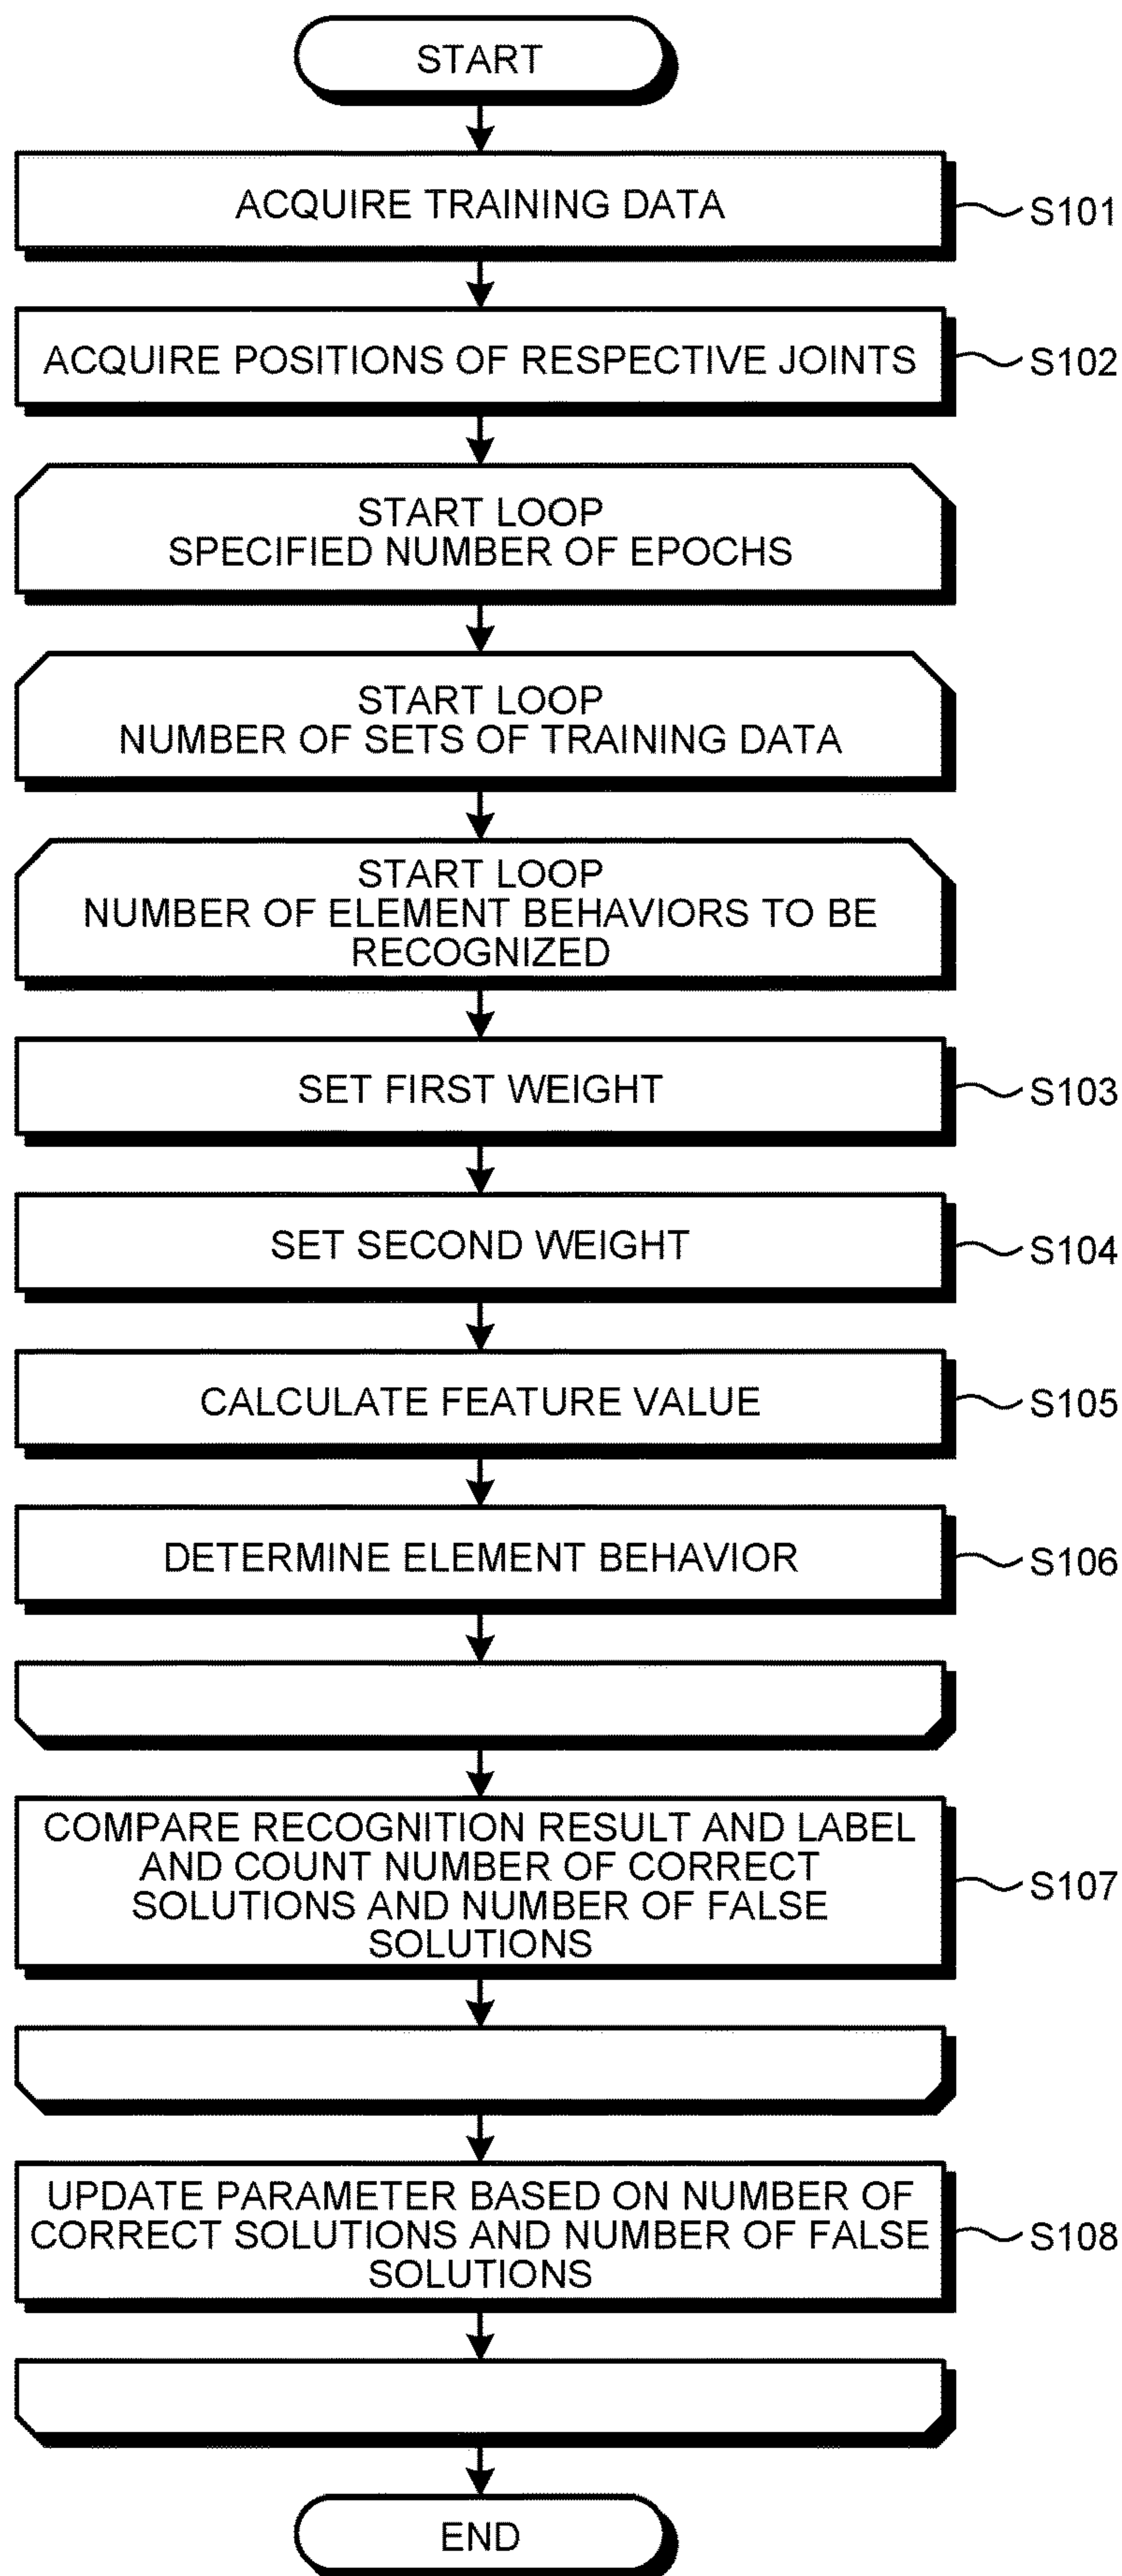 START
ACQUIRE TRAINING DATA
S101
ACQUIRE POSITIONS OF RESPECTIVE JOINTS
S102
START LOOP
SPECIFIED NUMBER OF EPOCHS
START LOOP
NUMBER OF SETS OF TRAINING DATA
START LOOP
NUMBER OF ELEMENT BEHAVIORS TO BE
RECOGNIZED
SET FIRST WEIGHT
S103
SET SECOND WEIGHT
S104
CALCULATE FEATURE VALUE
S105
DETERMINE ELEMENT BEHAVIOR
S106
COMPARE RECOGNITION RESULT AND LABEL
AND COUNT NUMBER OF CORRECT
SOLUTIONS AND NUMBER OF FALSE
SOLUTIONS
S107
UPDATE PARAMETER BASED ON NUMBER OF
CORRECT SOLUTIONS AND NUMBER OF FALSE
SOLUTIONS
S108
END